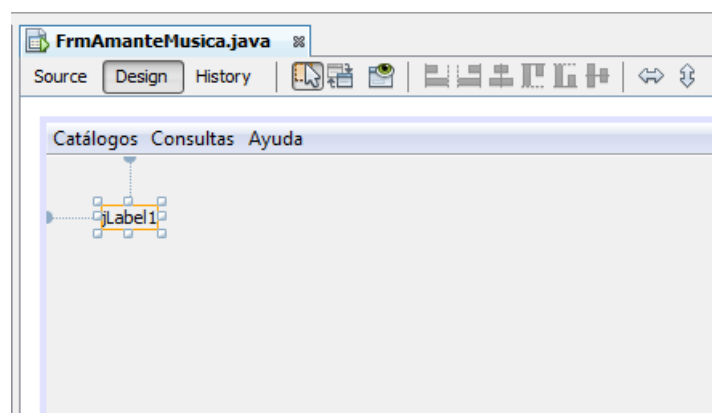 FrmAmanteMusica.java
Source Design History
Catálogos Consultas Ayuda
jLabel1